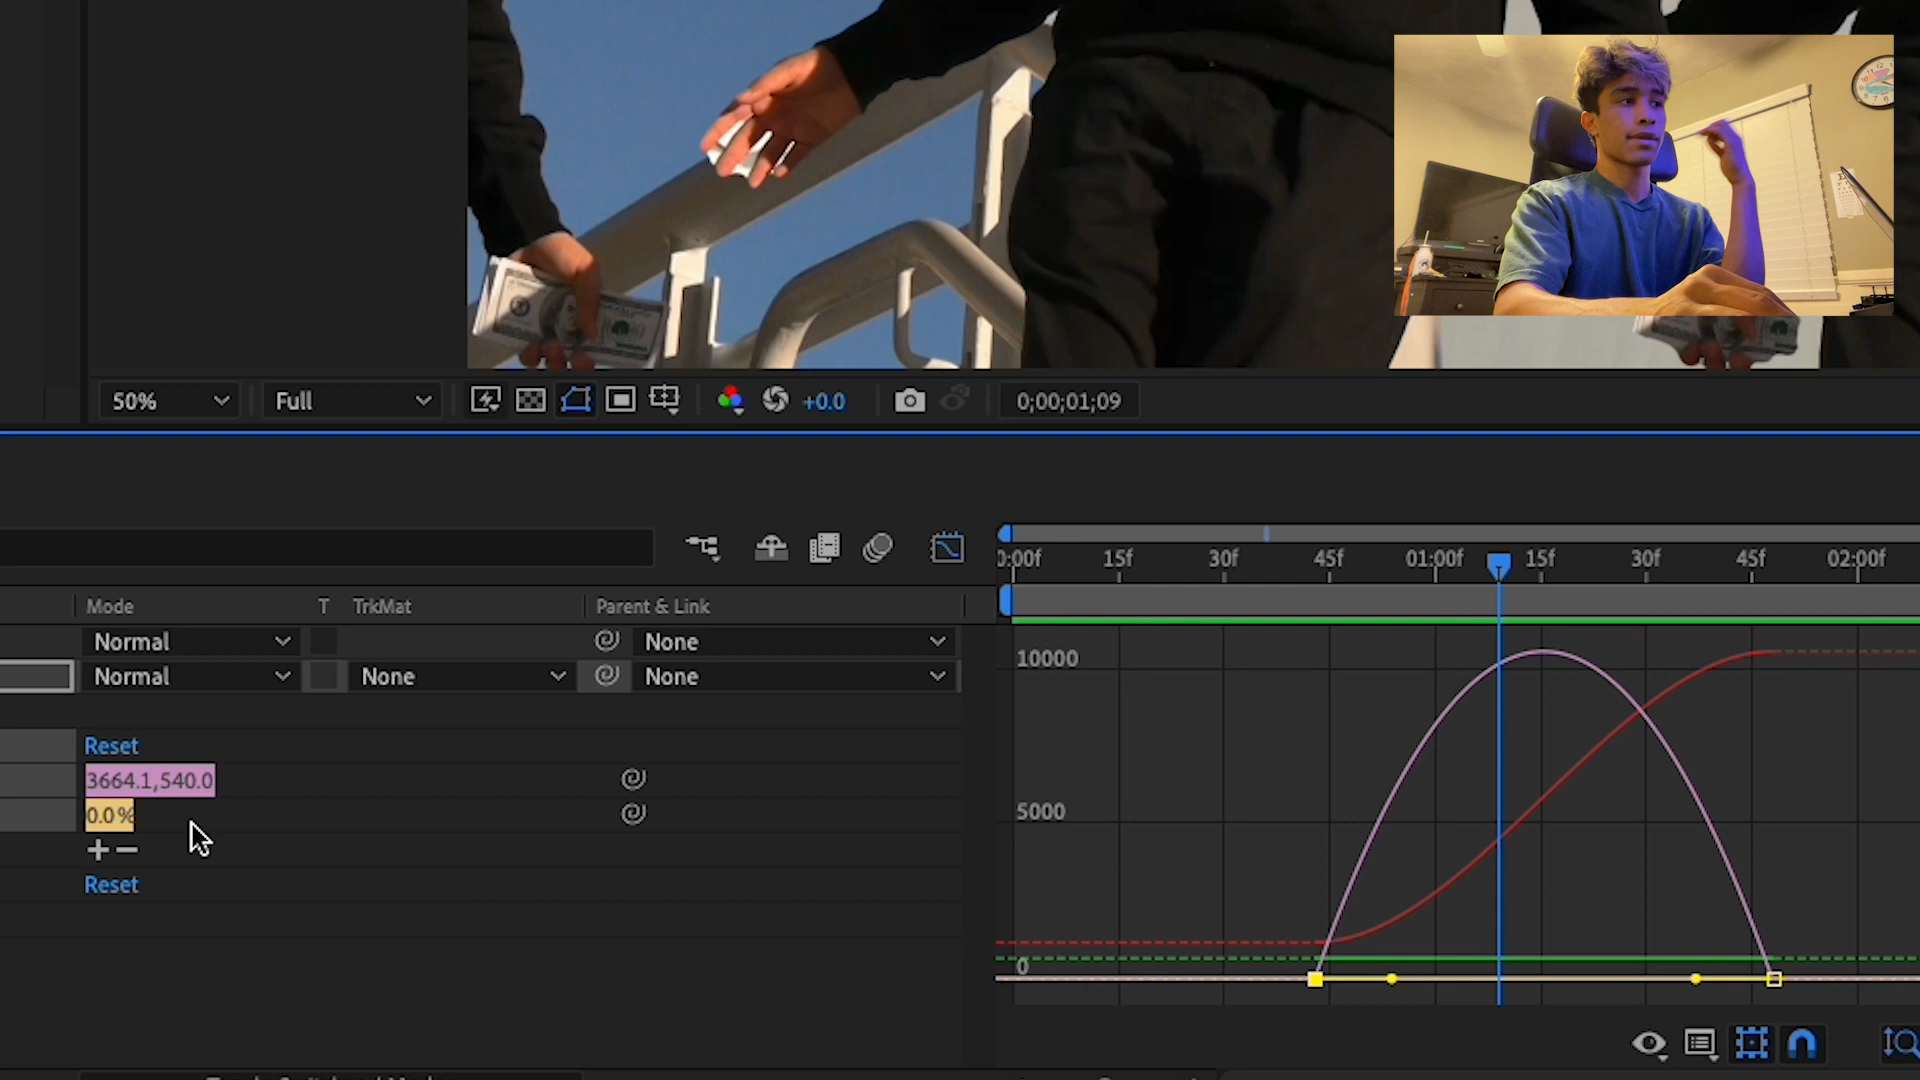 50%
Full
+0.0
0;00;01;09
0:00f 15f 30f 45f 01:00f 15f 30f 45f 02:00f
Mode T TrkMat Parent & Link
Normal None
Normal None None
10000
Reset
3664.1,540.0
0.0%
5000
Reset
0